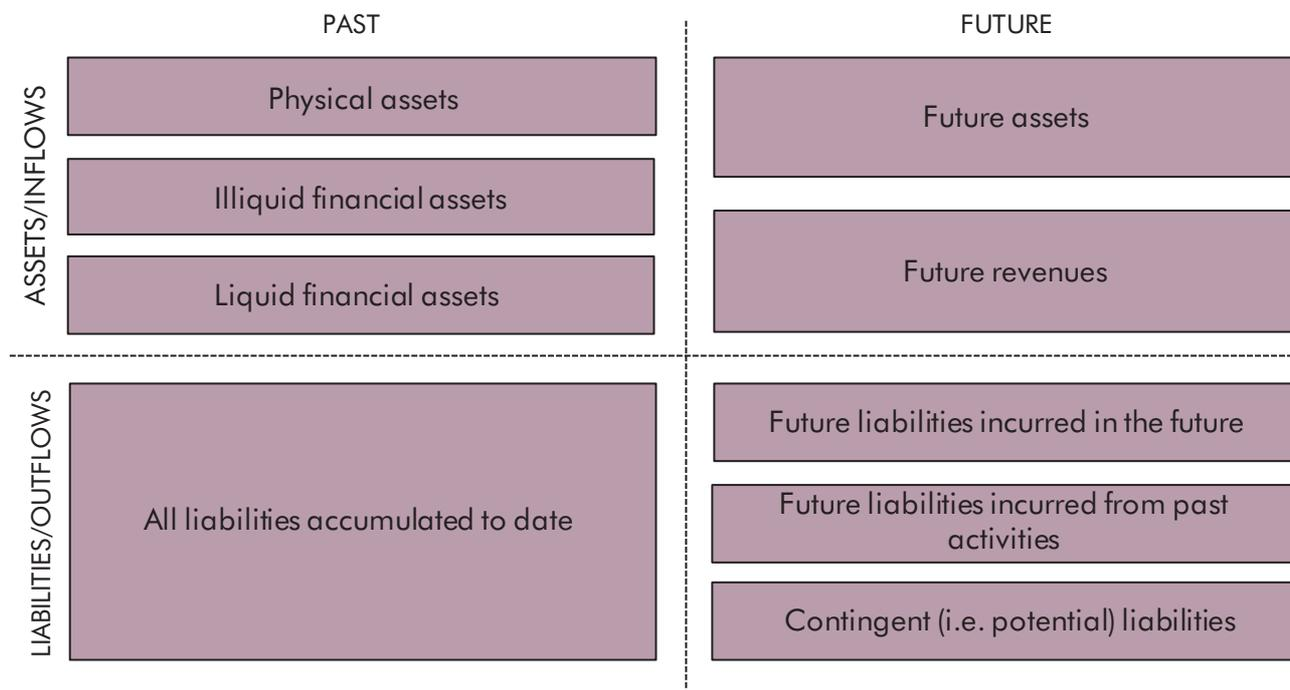 PAST
FUTURE
ASSETS/INFLOWS
Physical assets
Illiquid financial assets
Liquid financial assets
Future assets
Future revenues
LIABILITIES/OUTFLOWS
All liabilities accumulated to date
Future liabilities incurred in the future
Future liabilities incurred from past
activities
Contingent (i.e. potential) liabilities